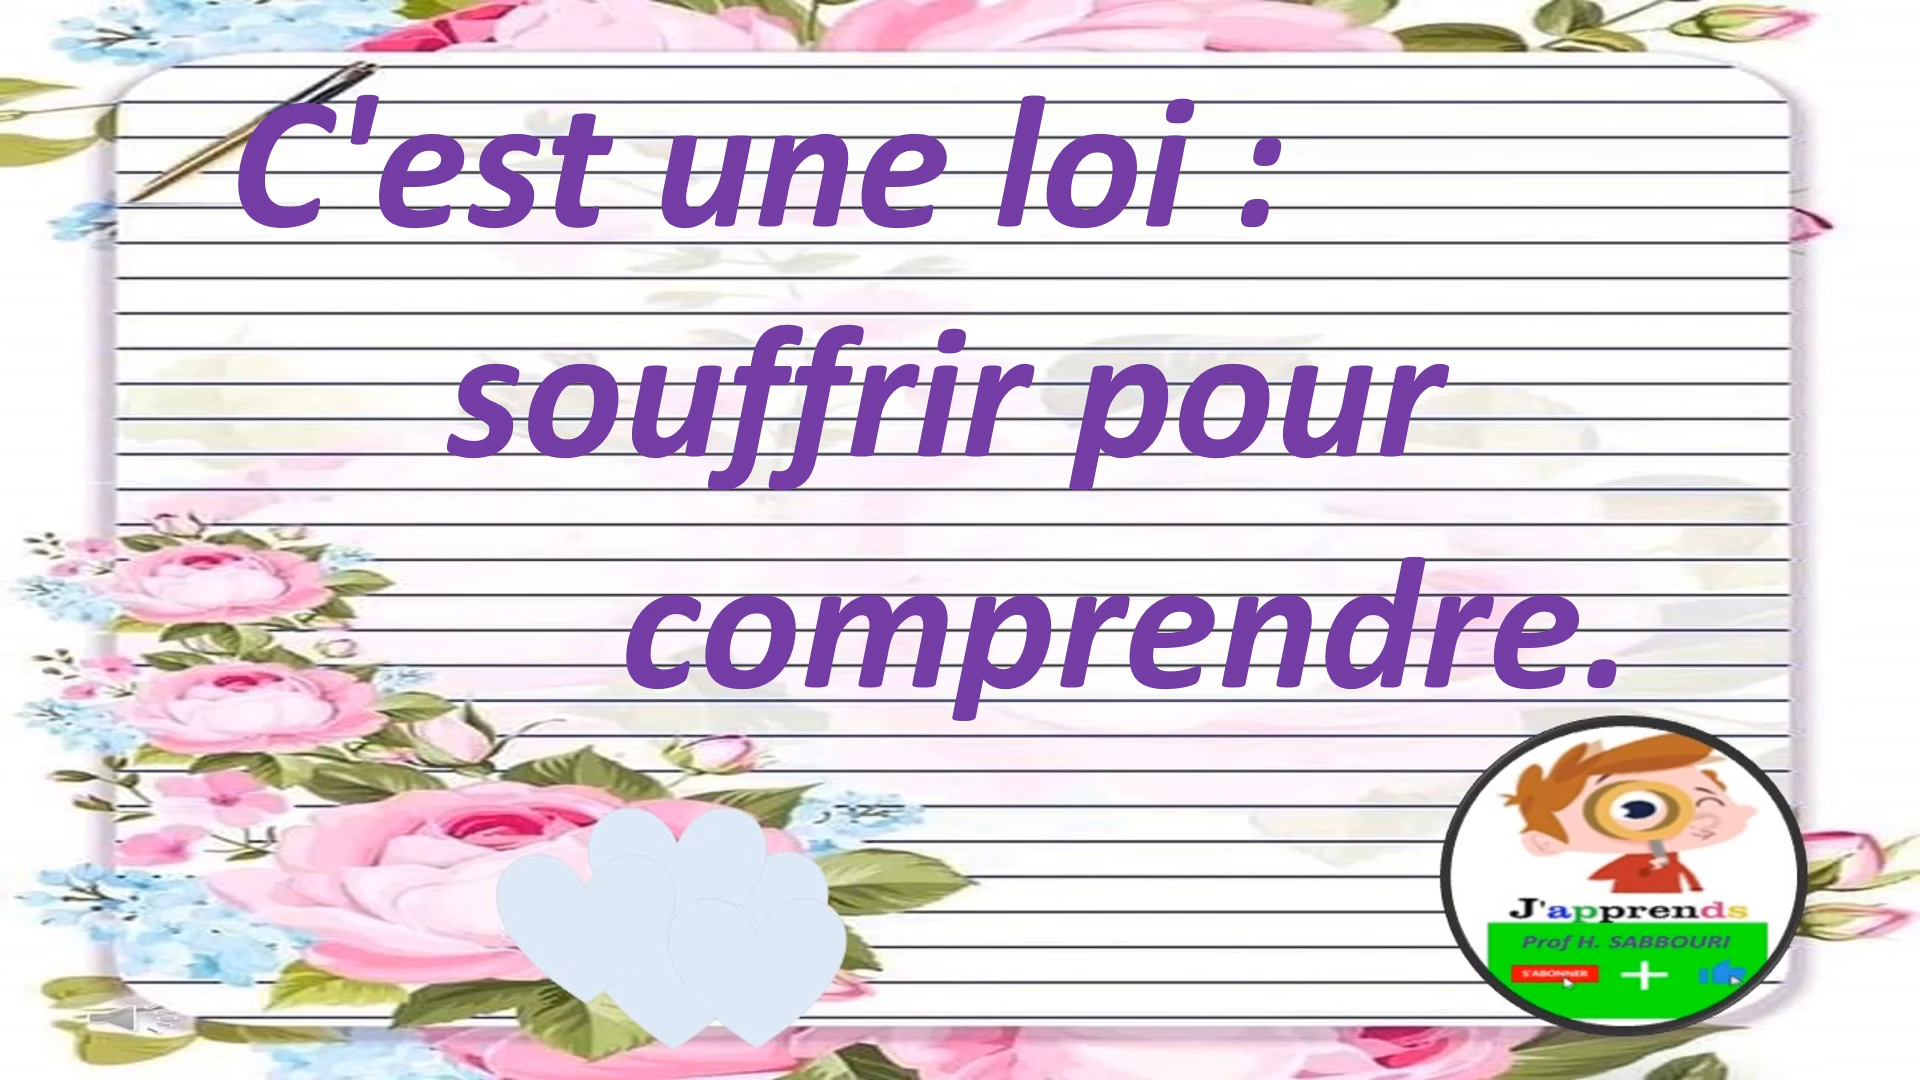 C'est une loi :
souffrir pour
comprendre.
J'apprends
Prof H. SABBOURI
S'ABONNER